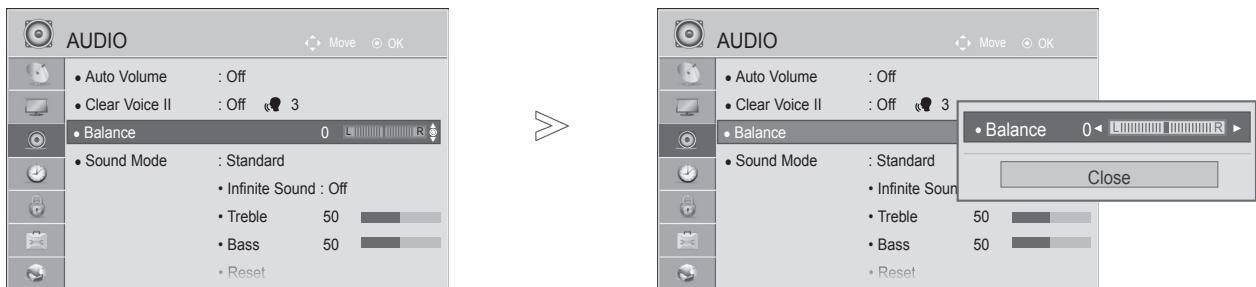 AUDIO Move OK
• Auto Volume : Off
• Clear Voice II : Off 3
• Balance 0 L R
• Sound Mode : Standard
• Infinite Sound : Off
• Treble 50
• Bass 50
• Reset
>
AUDIO Move OK
• Auto Volume : Off
• Clear Voice II : Off 3
• Balance
• Sound Mode : Standard
• Infinite Soun
• Treble 50
• Bass 50
• Reset
• Balance 0 ◄ L R ►
Close